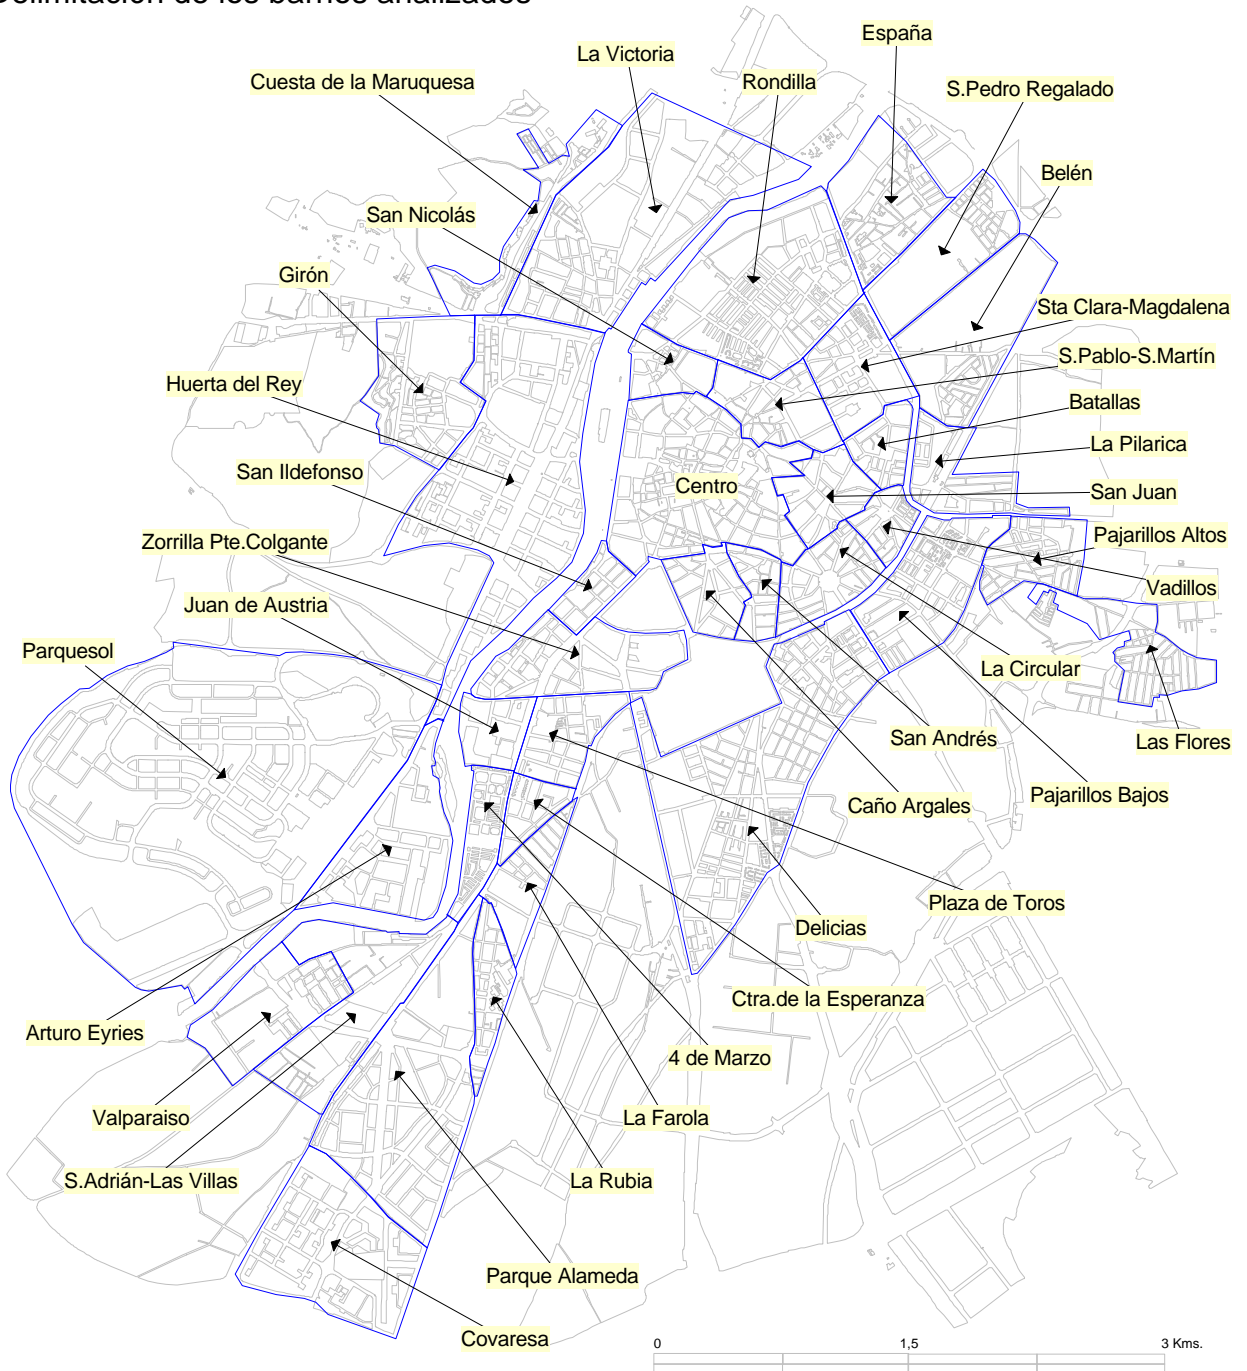 Delimitación de los barrios analizados
España
La Victoria
Cuesta de la Maruquesa
Rondilla
S.Pedro Regalado
Belén
San Nicolás
Girón
Sta Clara-Magdalena
S.Pablo-S.Martín
Huerta del Rey
Batallas
La Pilarica
San Ildefonso
Centro
San Juan
Zorrilla Pte.Colgante
Pajarillos Altos
Vadillos
Juan de Austria
Parquesol
La Circular
San Andrés
Las Flores
Caño Argales
Pajarillos Bajos
Plaza de Toros
Delicias
Ctra.de la Esperanza
Arturo Eyries
4 de Marzo
Valparaiso
La Farola
S.Adrián-Las Villas
La Rubia
Parque Alameda
Covaresa
0 1,5 3 Kms.